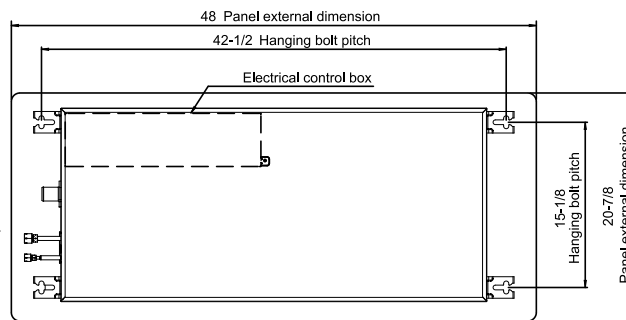 48 Panel external dimension
42-1/2 Hanging bolt pitch
Electrical control box
15-1/8
Hanging bolt pitch
20-7/8
Panel external dimension